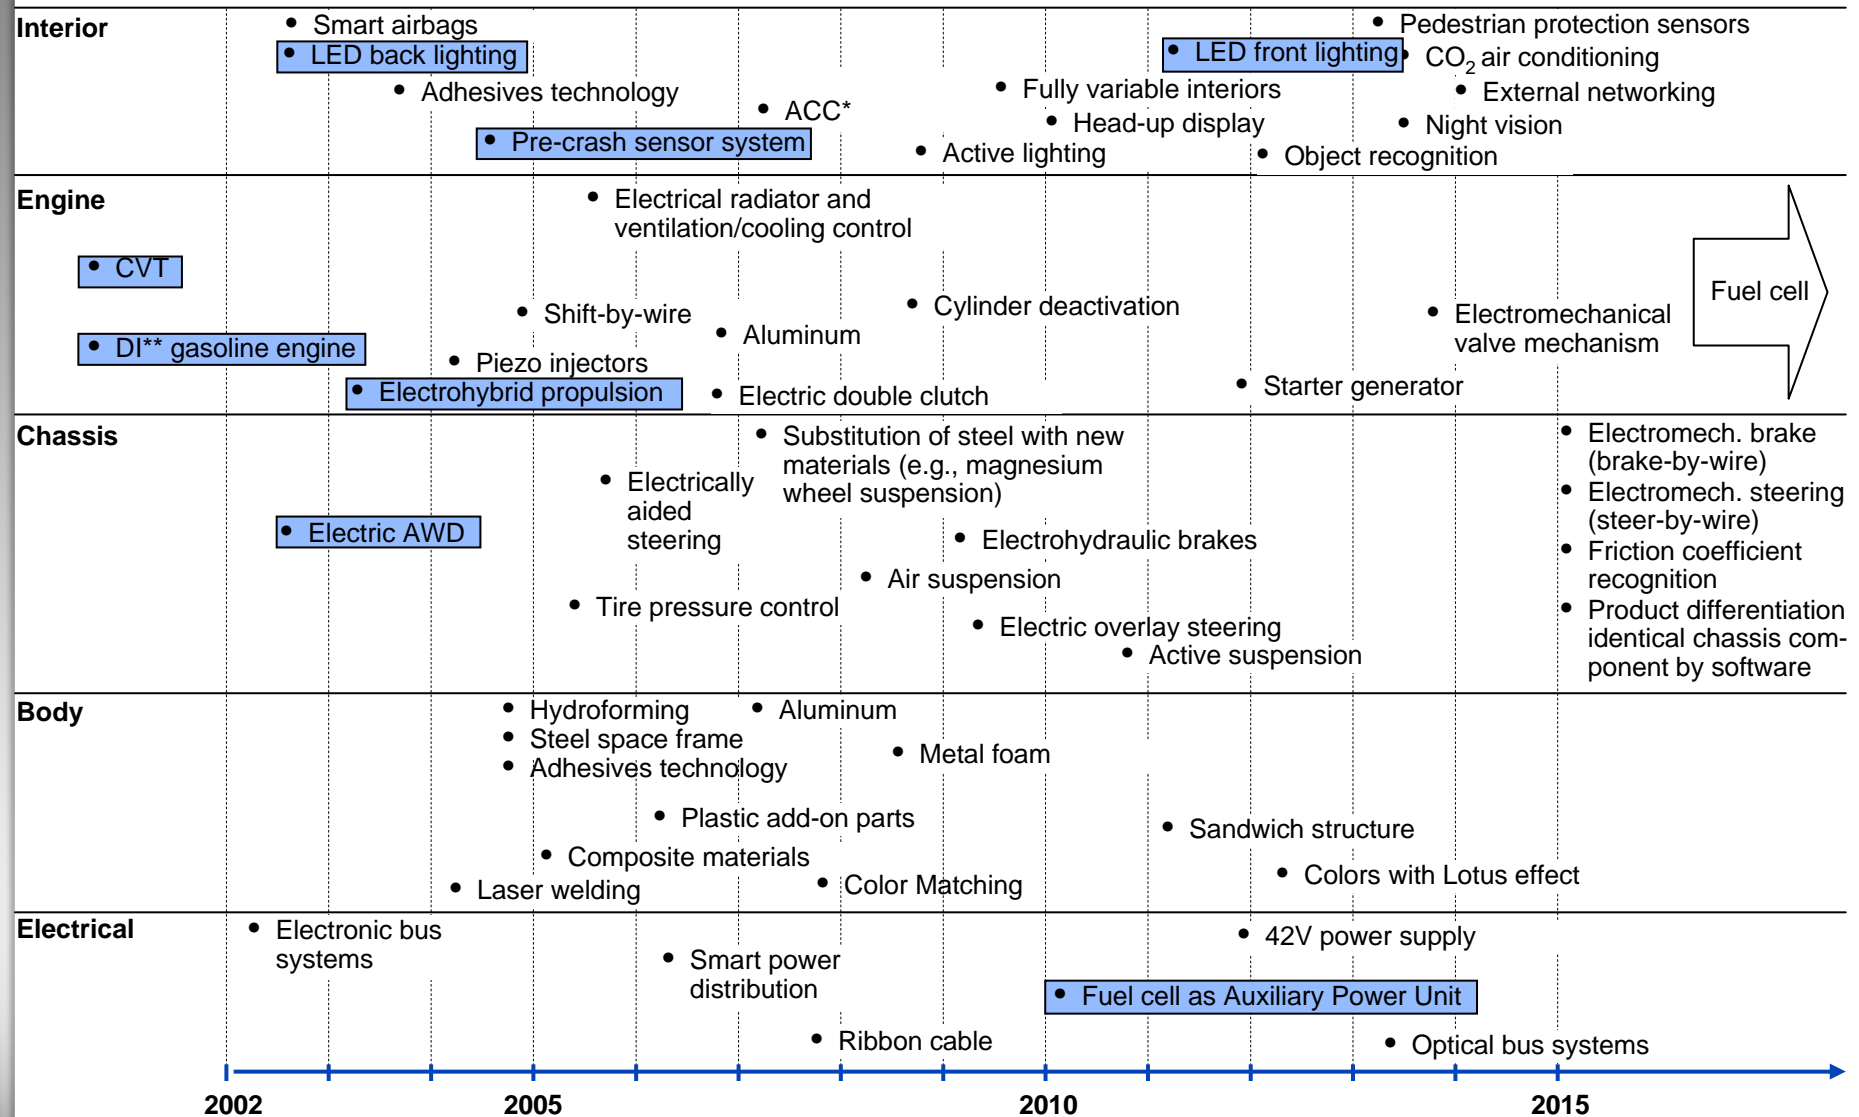 Interior
• Smart airbags
• LED back lighting
• Adhesives technology
• ACC*
• Pre-crash sensor system
• Active lighting
• Fully variable interiors
• Head-up display
• LED front lighting
• Object recognition
• Pedestrian protection sensors
• CO2 air conditioning
• External networking
• Night vision
Engine
• CVT
• DI** gasoline engine
• Electrical radiator and
ventilation/cooling control
• Shift-by-wire
• Piezo injectors
• Electrohybrid propulsion
• Aluminum
• Electric double clutch
• Cylinder deactivation
• Starter generator
• Electromechanical
valve mechanism
Fuel cell
Chassis
• Electric AWD
• Electrically
aided
steering
• Tire pressure control
• Substitution of steel with new
materials (e.g., magnesium
wheel suspension)
• Electrohydraulic brakes
• Air suspension
• Electric overlay steering
• Active suspension
• Electromech. brake
(brake-by-wire)
• Electromech. steering
(steer-by-wire)
• Friction coefficient
recognition
• Product differentiation
identical chassis com-
ponent by software
Body
• Hydroforming
• Steel space frame
• Adhesives technology
• Aluminum
• Metal foam
• Plastic add-on parts
• Composite materials
• Laser welding
• Color Matching
• Sandwich structure
• Colors with Lotus effect
Electrical
• Electronic bus
systems
• Smart power
distribution
• Ribbon cable
• 42V power supply
• Fuel cell as Auxiliary Power Unit
• Optical bus systems
2002
2005
2010
2015